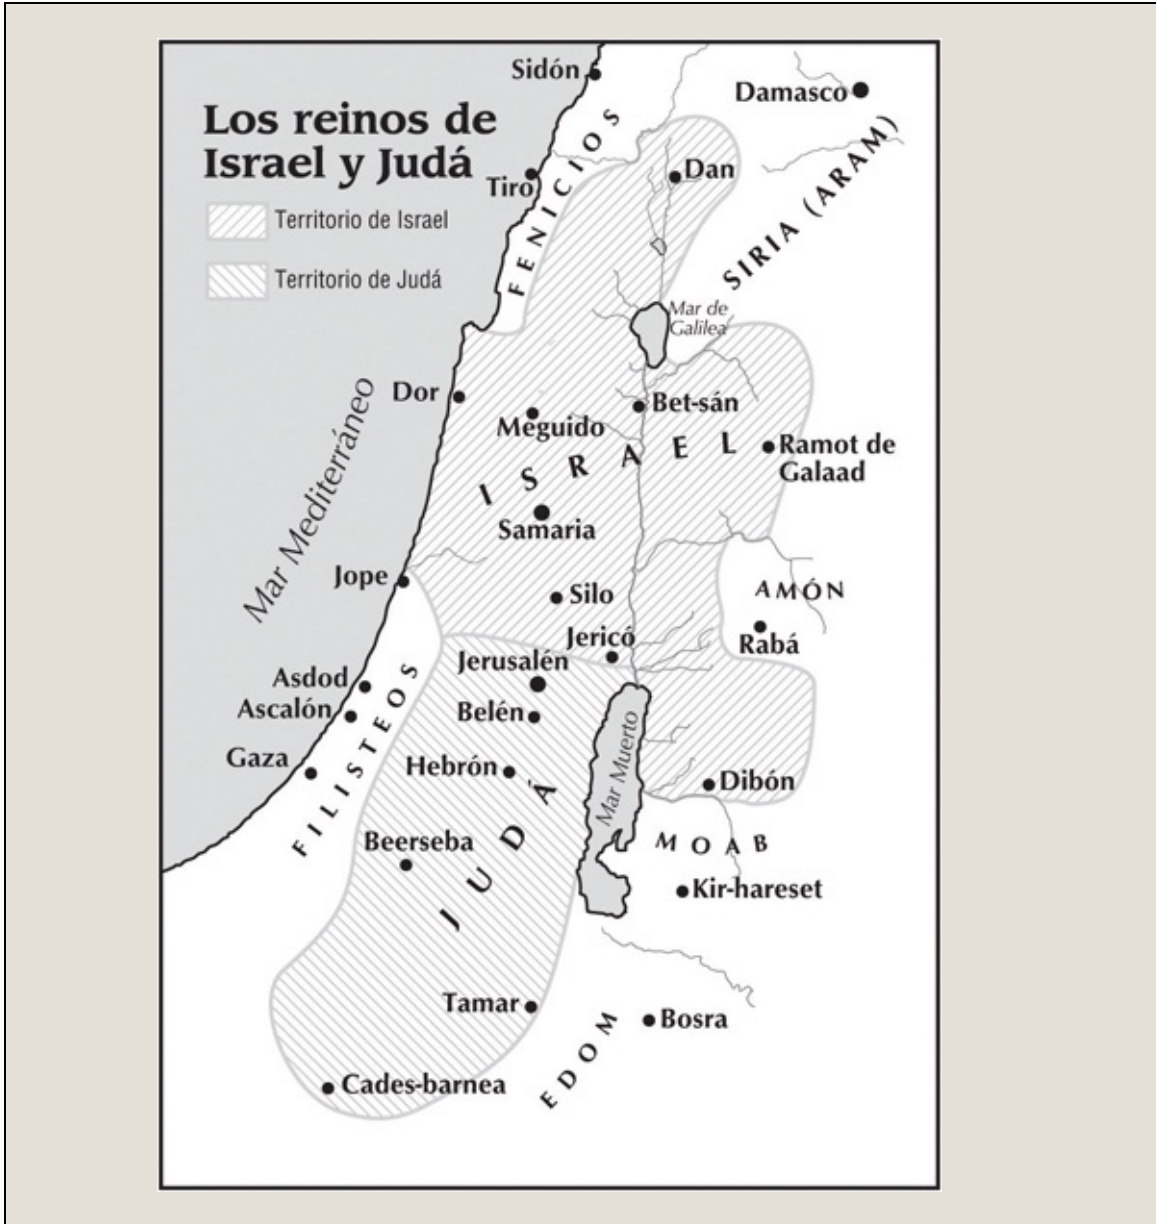 Los reinos de
Israel y Judá
Territorio de Israel
Territorio de Judá
Sidón
Damasco
FENICIOS
Tiro
Dan
SIRIA (ARAM)
Mar de
Galilea
Mar Mediterráneo
Dor
Meguido
Bet-sán
ISRAEL
Ramot de
Galaad
Samaria
Jope
Silo
AMÓN
Jericó
Rabá
Jerusalén
Asdod
Ascalón
Belén
FILISTEOS
Gaza
Hebrón
Mar Muerto
Dibón
JUDÁ
Beerseba
MOAB
Kir-hareset
Tamar
Bosra
EDOM
Cades-barnea